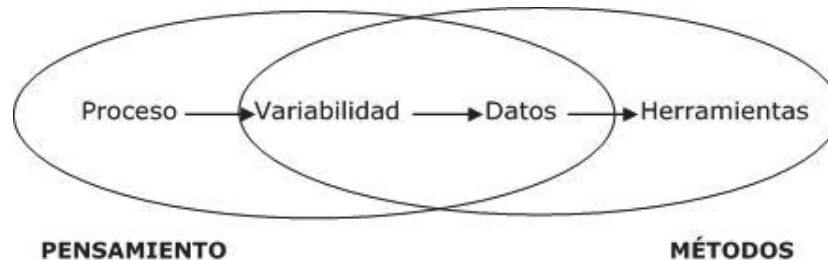 Proceso Variabilidad Datos Herramientas
PENSAMIENTO MÉTODOS